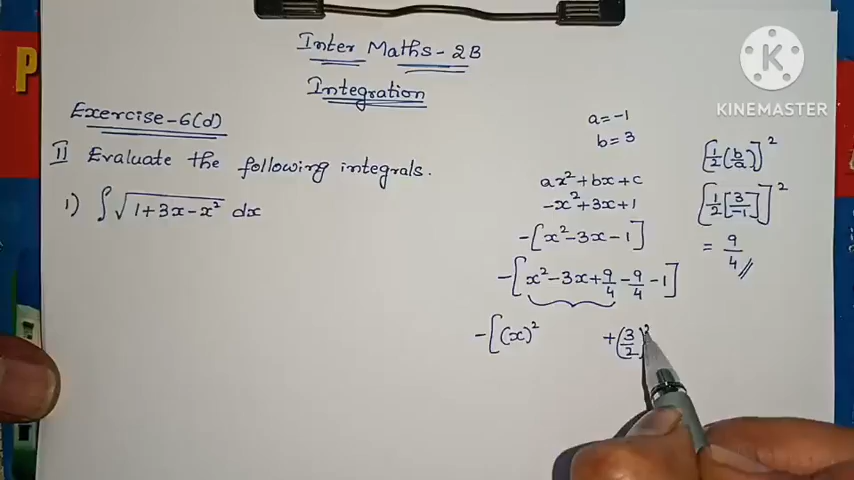 Inter Maths - 2B
Integration
Exercise - 6(d)
II Evaluate the following integrals.
1) ∫√1+3x-x² dx
a = -1
b = 3
ax²+bx+c
-x²+3x+1
-[x²-3x-1]
-[x²-3x+9/4-9/4-1]
-[(x)² +(3/2)²
[1/2(b/a)]²
[1/2[3/-1]]²
= 9/4 //
K
KINEMASTER
P